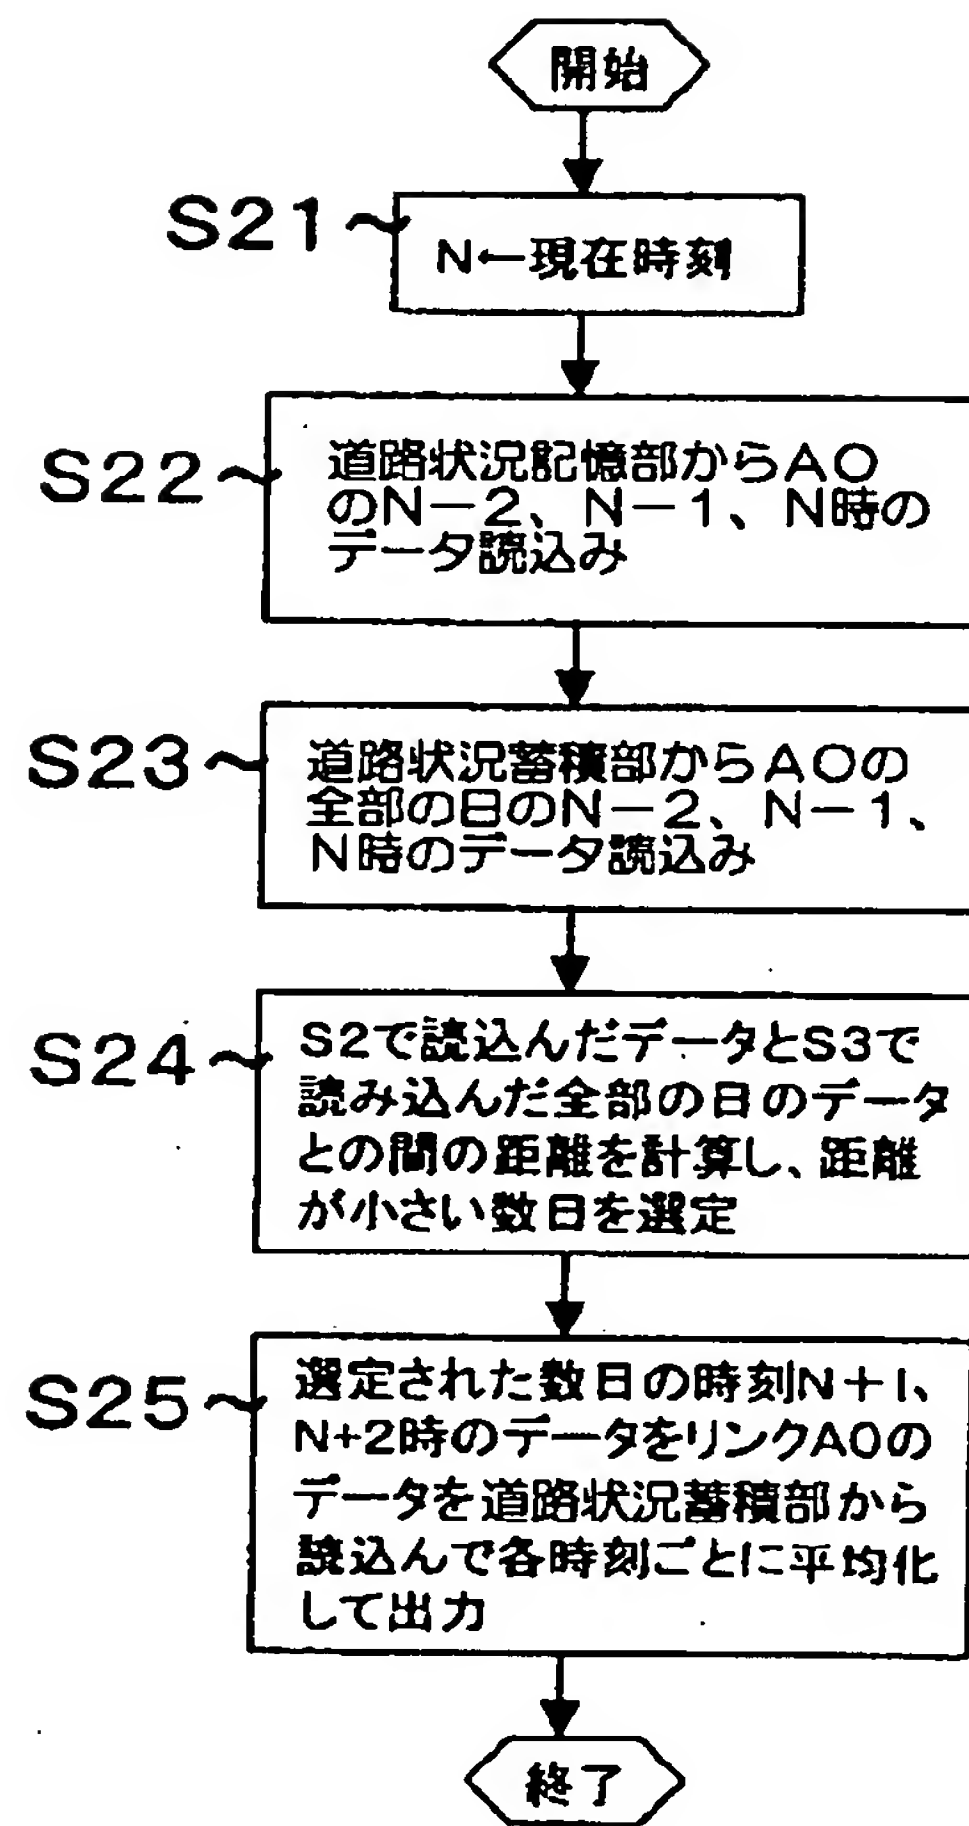 開始
S21
N←現在時刻
S22
道路状況記憶部からA0
のN−2、N−1、N時の
データ読込み
S23
道路状況蓄積部からA0の
全部の日のN−2、N−1、
N時のデータ読込み
S24
S2で読込んだデータとS3で
読み込んだ全部の日のデータ
との間の距離を計算し、距離
が小さい数日を選定
S25
選定された数日の時刻N+1、
N+2時のデータをリンクA0の
データを道路状況蓄積部から
読込んで各時刻ごとに平均化
して出力
終了